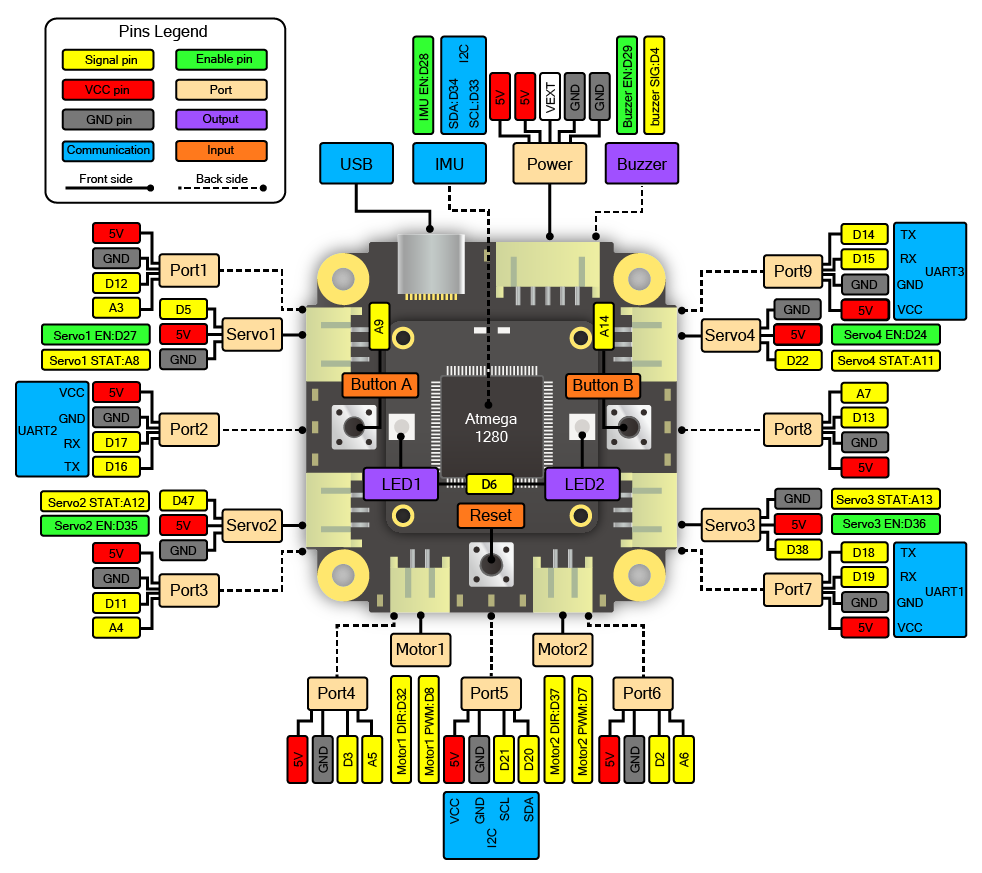 Pins Legend
Signal pin
Enable pin
VCC pin
Port
GND pin
Output
Communication
Input
Front side
Back side
IMU EN:D28
I2C
SDA:D34
SCL:D33
5V
5V
VEXT
GND
GND
Buzzer EN:D29
buzzer SIG:D4
USB
IMU
Power
Buzzer
5V
GND
D12
A3
Port1
D5
5V
GND
Servo1
Servo1 EN:D27
Servo1 STAT:A8
UART2
VCC
GND
RX
TX
5V
GND
D17
D16
Port2
Servo2 STAT:A12
Servo2 EN:D35
D47
5V
GND
Servo2
5V
GND
D11
A4
Port3
A9
A14
Button A
Button B
Atmega
1280
LED1
D6
LED2
Reset
Port9
D14
D15
GND
5V
TX
RX
GND
VCC
UART3
Servo4
GND
5V
D22
Servo4 EN:D24
Servo4 STAT:A11
Port8
A7
D13
GND
5V
Servo3
GND
5V
D38
Servo3 STAT:A13
Servo3 EN:D36
Port7
D18
D19
GND
5V
TX
RX
GND
VCC
UART1
Motor1
Motor2
Port4
Port5
Port6
5V
GND
D3
A5
Motor1 DIR:D32
Motor1 PWM:D8
5V
GND
D21
D20
Motor2 DIR:D37
Motor2 PWM:D7
5V
GND
D2
A6
VCC
GND
SCL
SDA
I2C